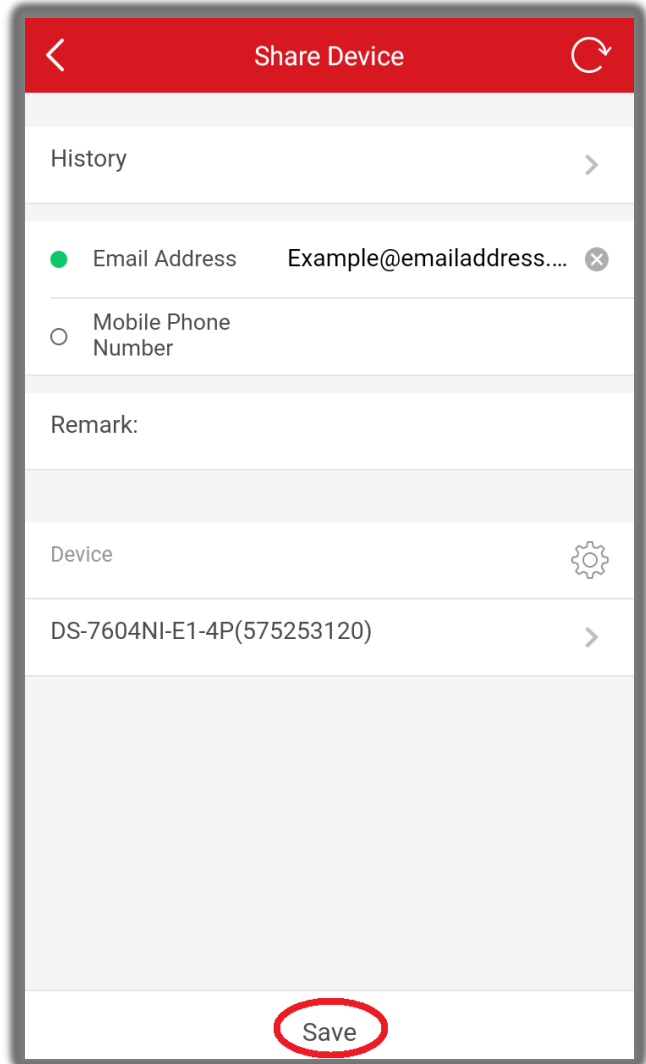 Share Device
History
Email Address Example@emailaddress....
Mobile Phone
Number
Remark:
Device
DS-7604NI-E1-4P(575253120)
Save